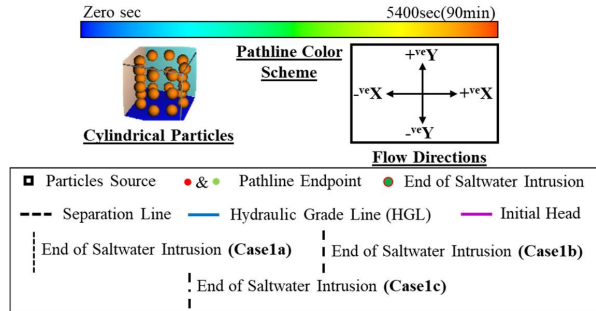 Zero sec 5400sec(90min)
Pathline Color
Scheme
+veY
-veX +veX
-veY
Cylindrical Particles
Flow Directions
Particles Source & Pathline Endpoint End of Saltwater Intrusion
Separation Line Hydraulic Grade Line (HGL) Initial Head
End of Saltwater Intrusion (Case1a) End of Saltwater Intrusion (Case1b)
End of Saltwater Intrusion (Case1c)